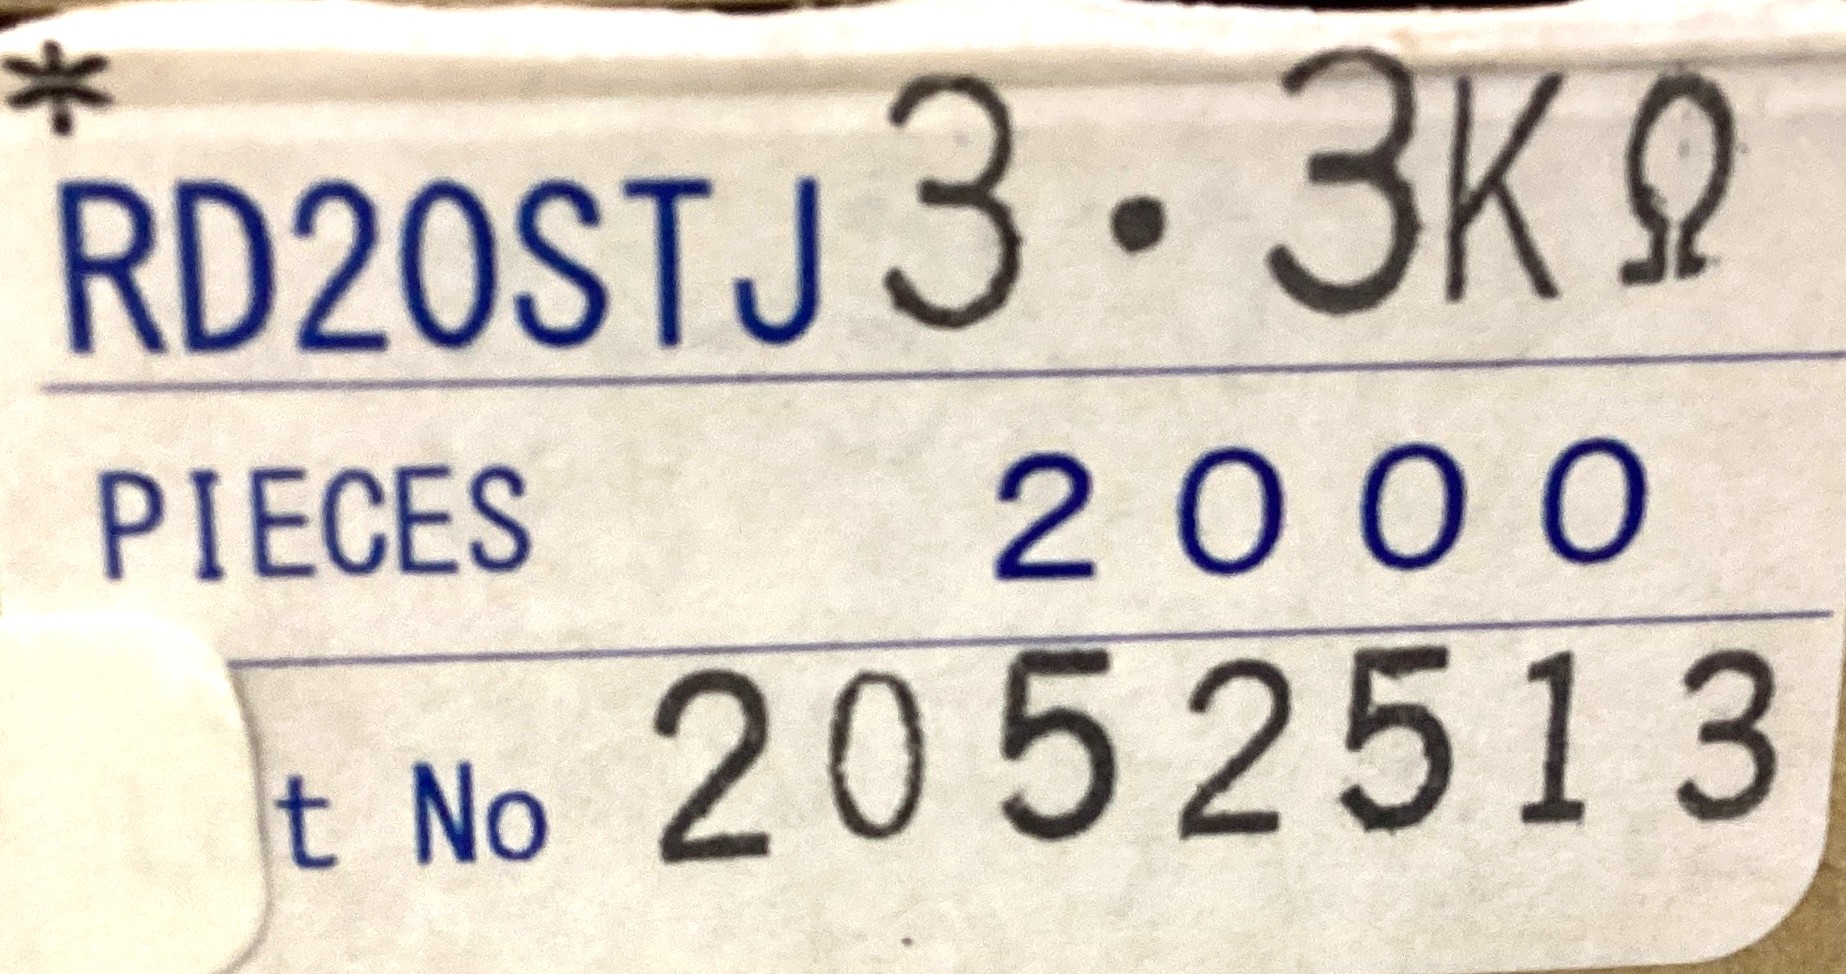 *
RD20STJ 3.3KΩ
PIECES 2000
t No 2052513